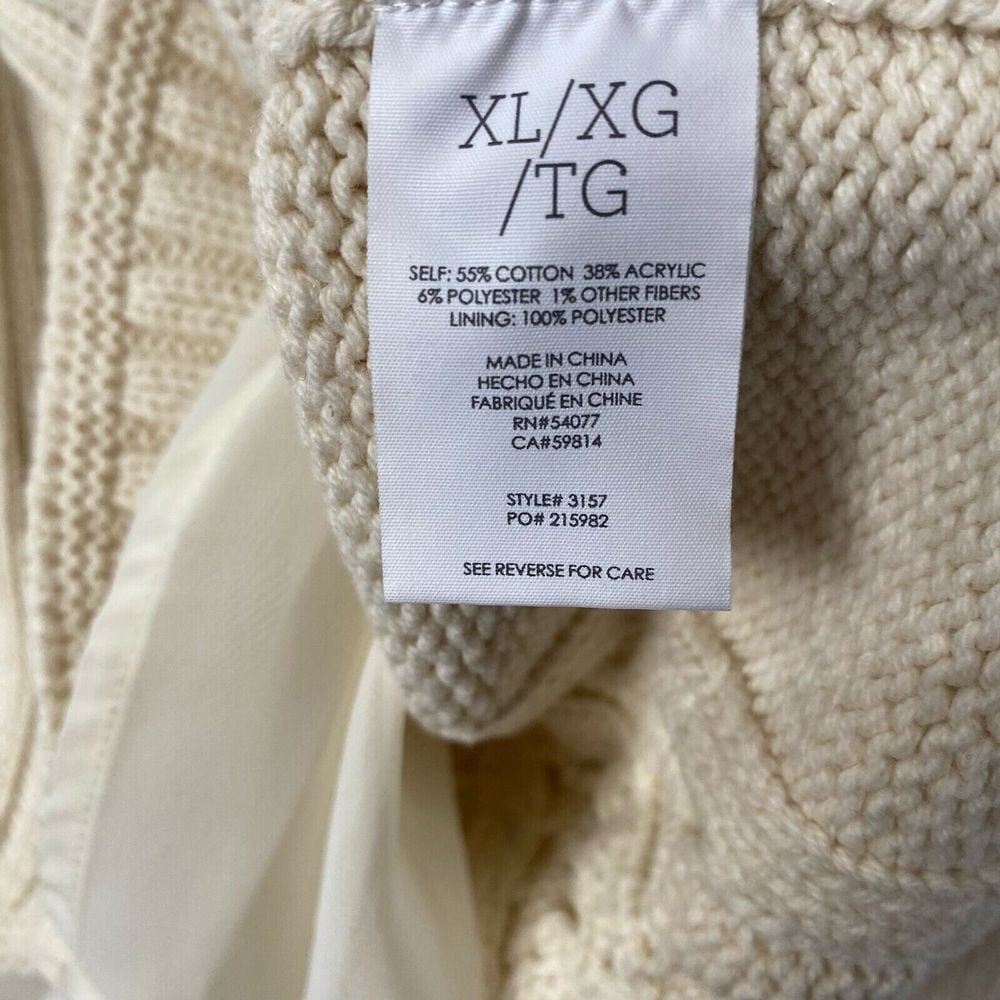 XL/XG
/TG
SELF: 55% COTTON 38% ACRYLIC
6% POLYESTER 1% OTHER FIBERS
LINING: 100% POLYESTER
MADE IN CHINA
HECHO EN CHINA
FABRIQUÉ EN CHINE
RN#54077
CA#59814
STYLE# 3157
PO# 215982
SEE REVERSE FOR CARE